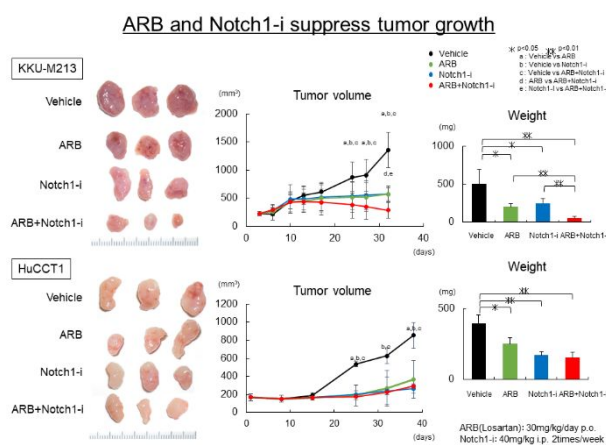 ARB and Notch1-i suppress tumor growth
KKU-M213
Vehicle
ARB
Notch1-i
ARB+Notch1-i
Vehicle
ARB
Notch1-i
ARB+Notch1-i
※ p<0.05 ※※ p<0.01
a : Vehicle vs ARB
b : Vehicle vs Notch1-i
c : Vehicle vs ARB+Notch1-i
d : ARB vs ARB+Notch1-i
e : Notch1-i vs ARB+Notch1-i
(mm³) Tumor volume
2000
1500
1000
500
0
0 10 20 30 40
(days)
a,b,c
a,b,c a,b,c
d,e
Weight
(mg)
1000
500
0
※※
※
※
※※
※※
Vehicle ARB Notch1-i ARB+Notch1-i
HuCCT1
Vehicle
ARB
Notch1-i
ARB+Notch1-i
(mm³) Tumor volume
1200
1000
800
600
400
200
0
0 10 20 30 40
(days)
a,b,c
b,c
a,b,c
Weight
(mg)
500
400
300
200
100
0
※※
※※
※
Vehicle ARB Notch1-i ARB+Notch1-i
ARB(Losartan): 30mg/kg/day p.o.
Notch1-i: 40mg/kg i.p. 2times/week